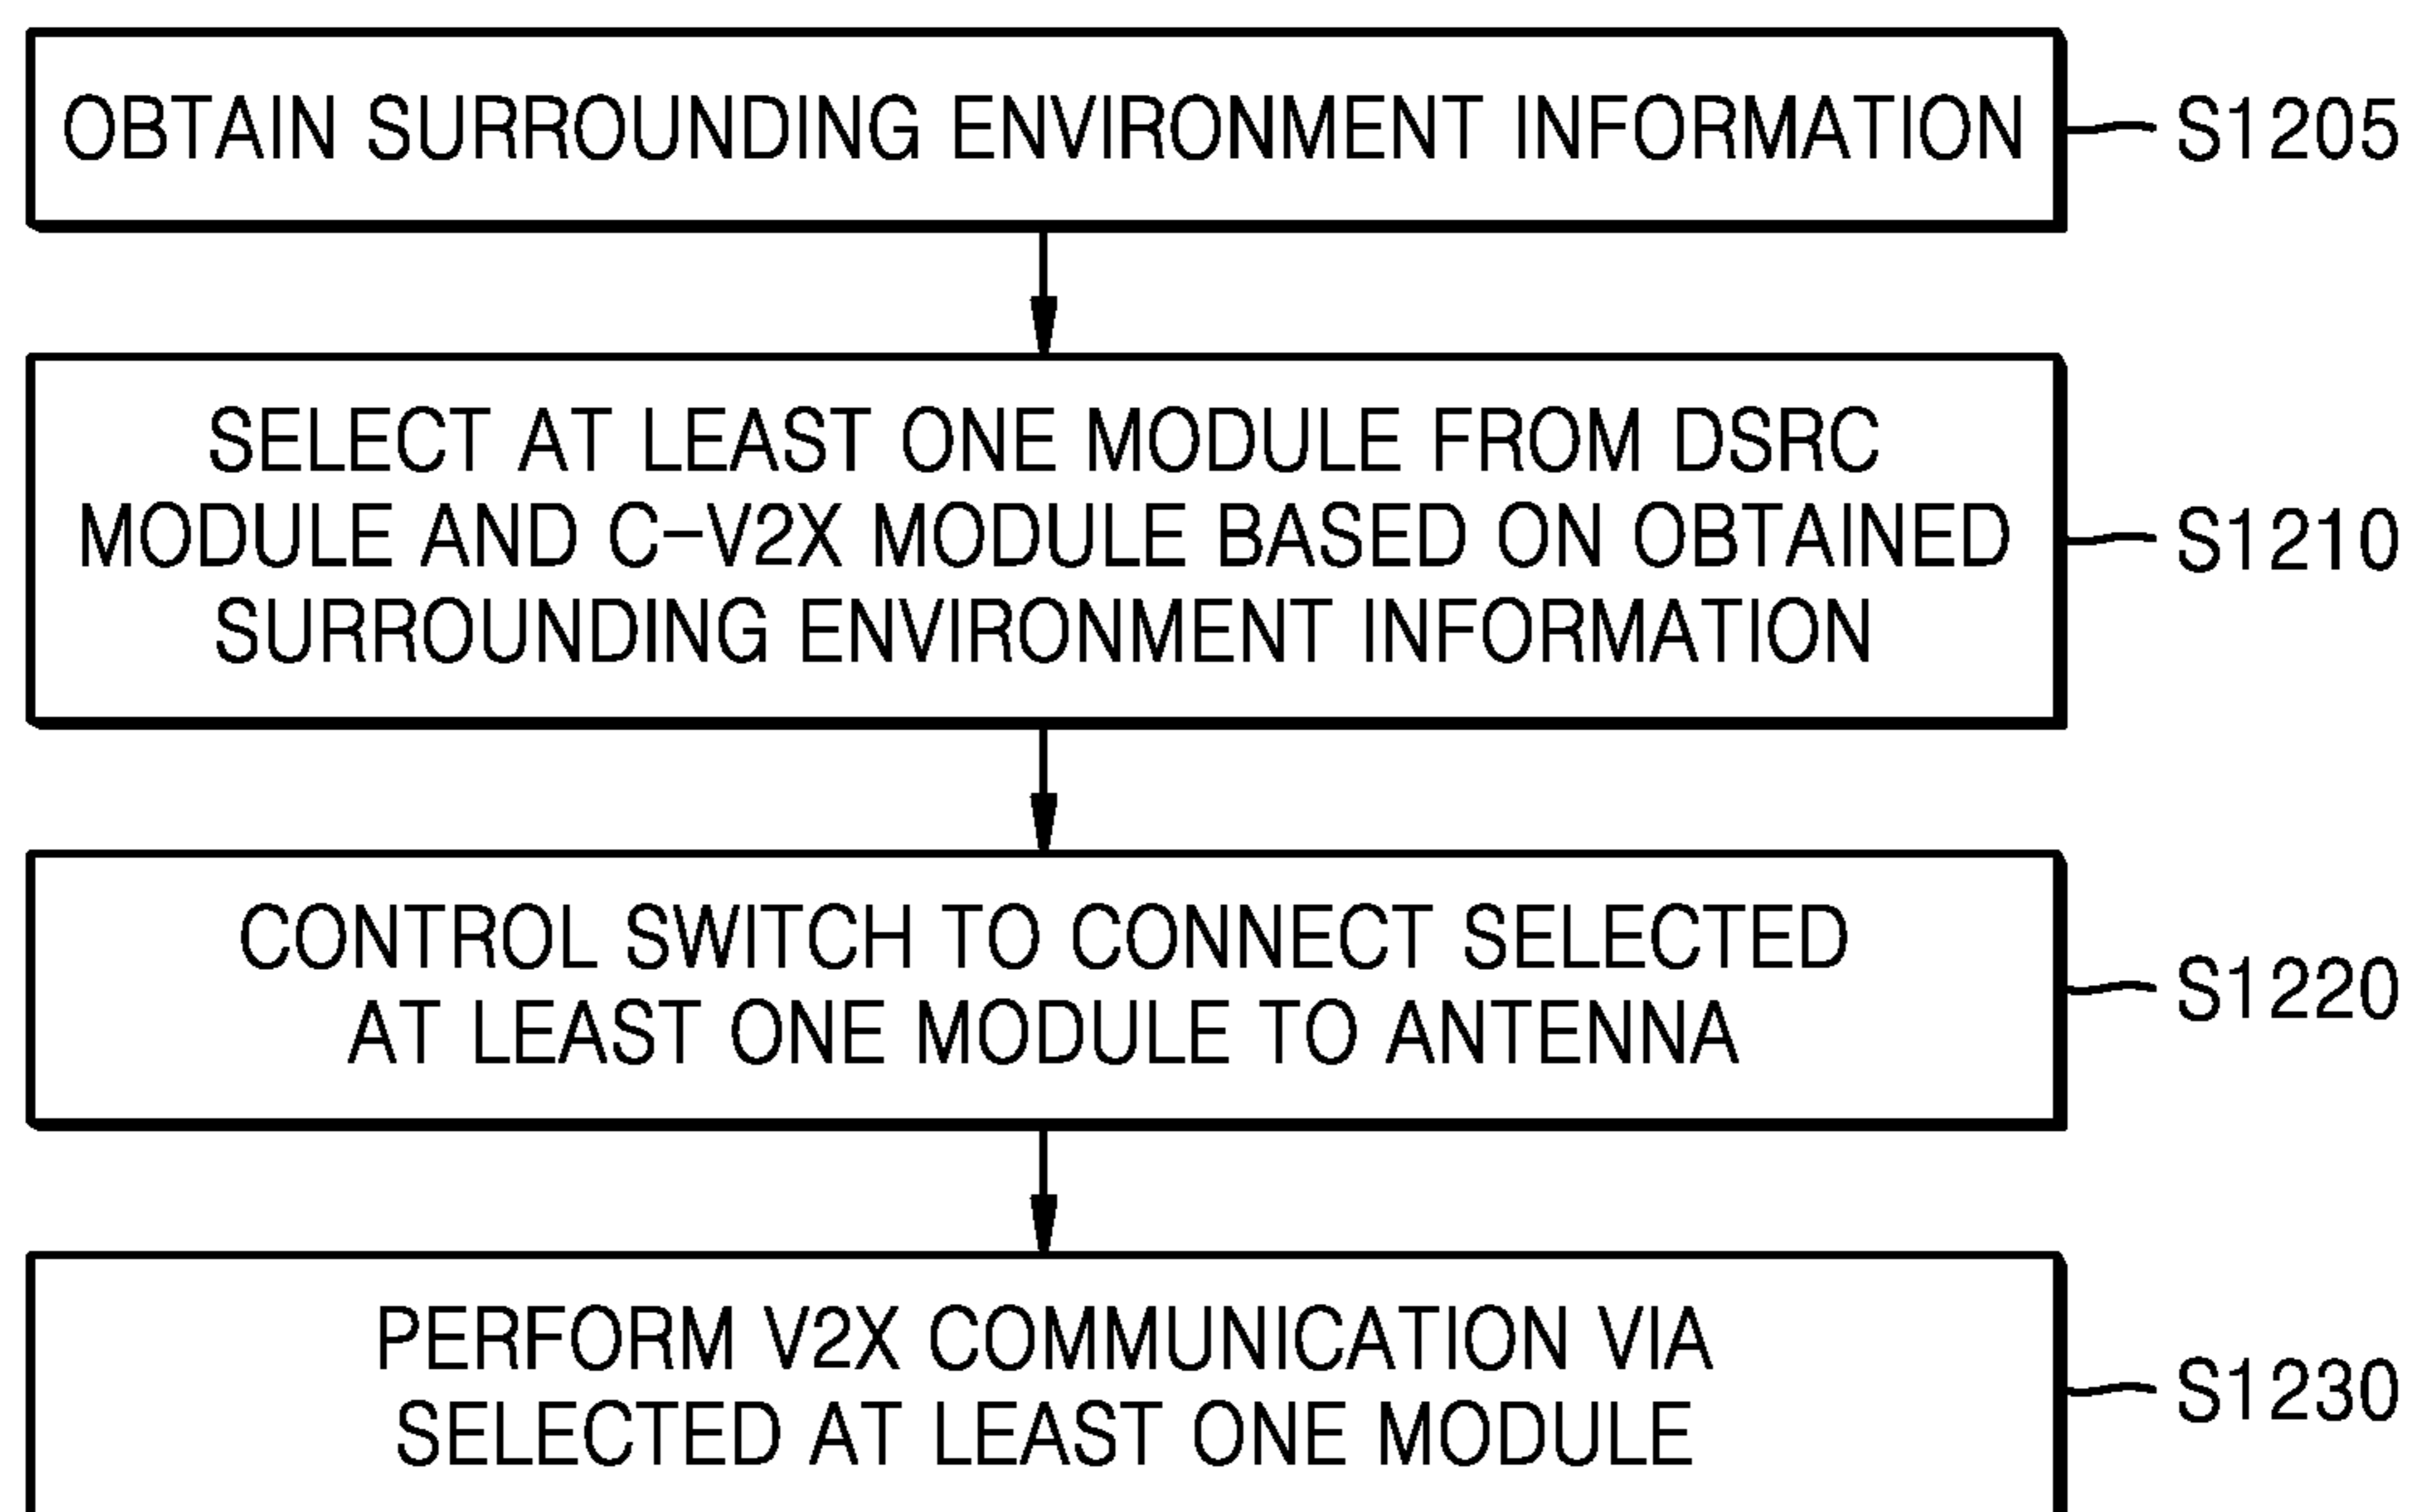 OBTAIN SURROUNDING ENVIRONMENT INFORMATION
S1205
SELECT AT LEAST ONE MODULE FROM DSRC
MODULE AND C-V2X MODULE BASED ON OBTAINED
SURROUNDING ENVIRONMENT INFORMATION
S1210
CONTROL SWITCH TO CONNECT SELECTED
AT LEAST ONE MODULE TO ANTENNA
S1220
PERFORM V2X COMMUNICATION VIA
SELECTED AT LEAST ONE MODULE
S1230